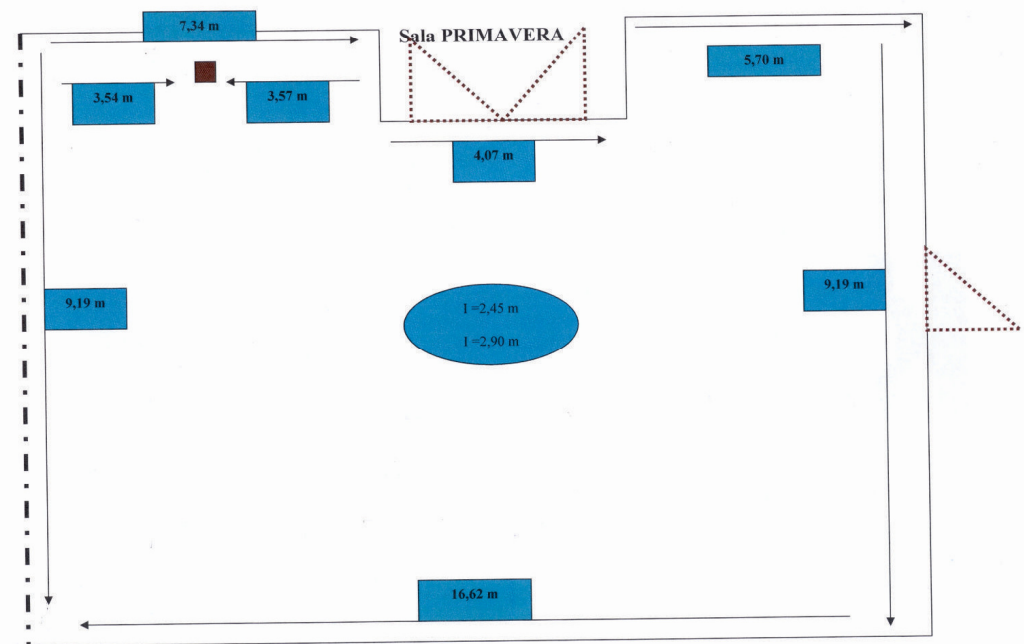 7,34 m
Sala PRIMAVERA
5,70 m
3,54 m
3,57 m
4,07 m
9,19 m
9,19 m
I =2,45 m
I =2,90 m
16,62 m